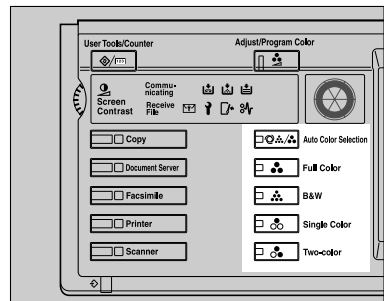 User Tools/Counter
Adjust/Program Color
Screen Contrast
Commu-
nicating
Receive
File
Copy
Auto Color Selection
Document Server
Full Color
Facsimile
B&W
Printer
Single Color
Scanner
Two-color